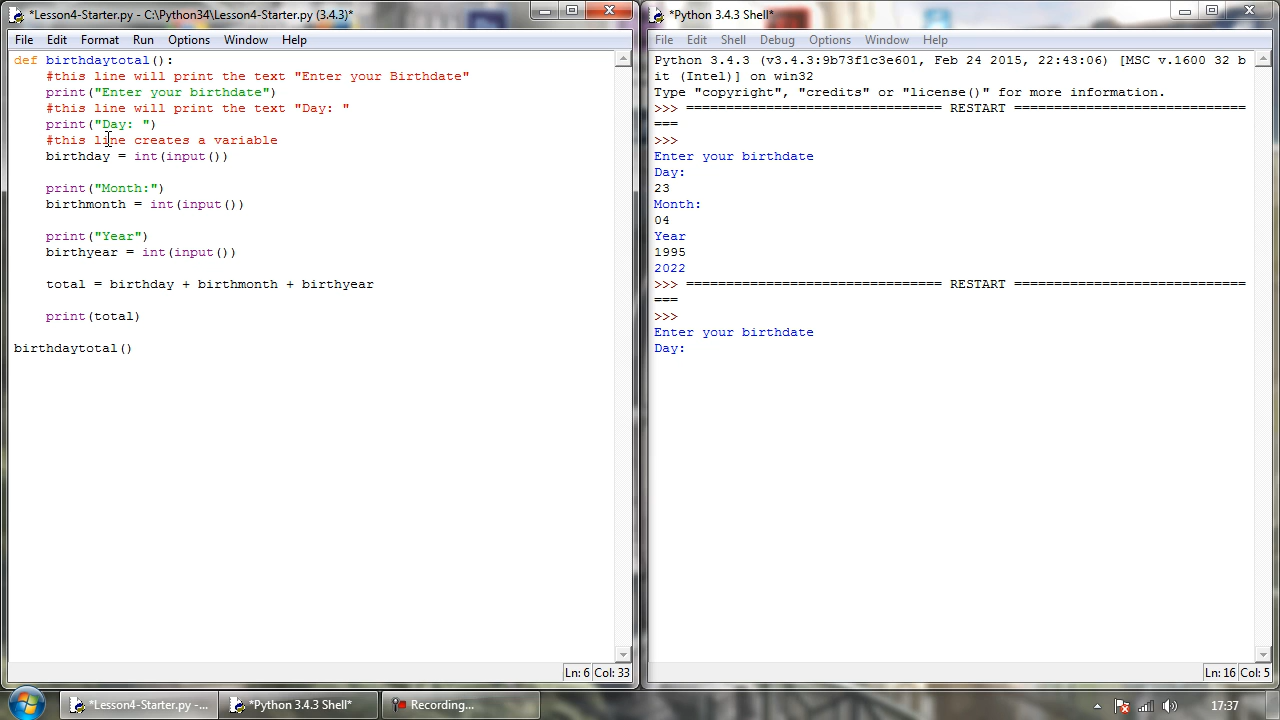 *Lesson4-Starter.py - C:\Python34\Lesson4-Starter.py (3.4.3)*
File Edit Format Run Options Window Help
def birthdaytotal():
    #this line will print the text "Enter your Birthdate"
    print("Enter your birthdate")
    #this line will print the text "Day: "
    print("Day: ")
    #this line creates a variable
    birthday = int(input())
    print("Month:")
    birthmonth = int(input())
    print("Year")
    birthyear = int(input())
    total = birthday + birthmonth + birthyear
    print(total)
birthdaytotal()
Ln: 6 Col: 33
*Python 3.4.3 Shell*
File Edit Shell Debug Options Window Help
Python 3.4.3 (v3.4.3:9b73f1c3e601, Feb 24 2015, 22:43:06) [MSC v.1600 32 b
it (Intel)] on win32
Type "copyright", "credits" or "license()" for more information.
>>> ================================ RESTART =============================
===
>>>
Enter your birthdate
Day:
23
Month:
04
Year
1995
2022
>>> ================================ RESTART =============================
===
>>>
Enter your birthdate
Day:
Ln: 16 Col: 5
*Lesson4-Starter.py -...
*Python 3.4.3 Shell*
Recording...
17:37